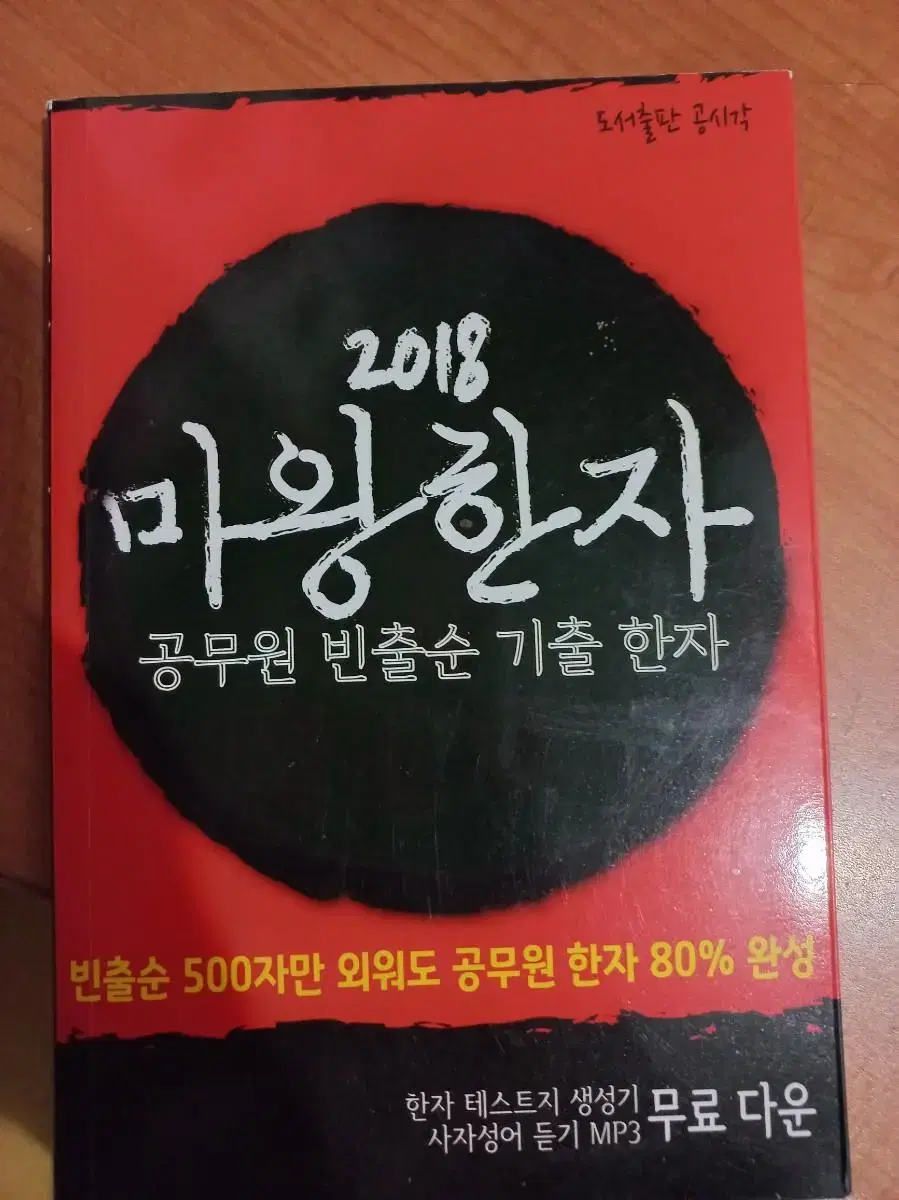 도서출판 공시각
2018
마왕한자
공무원 빈출순 기출 한자
빈출순 500자만 외워도 공무원 한자 80% 완성
한자 테스트지 생성기
사자성어 듣기 MP3
무료 다운